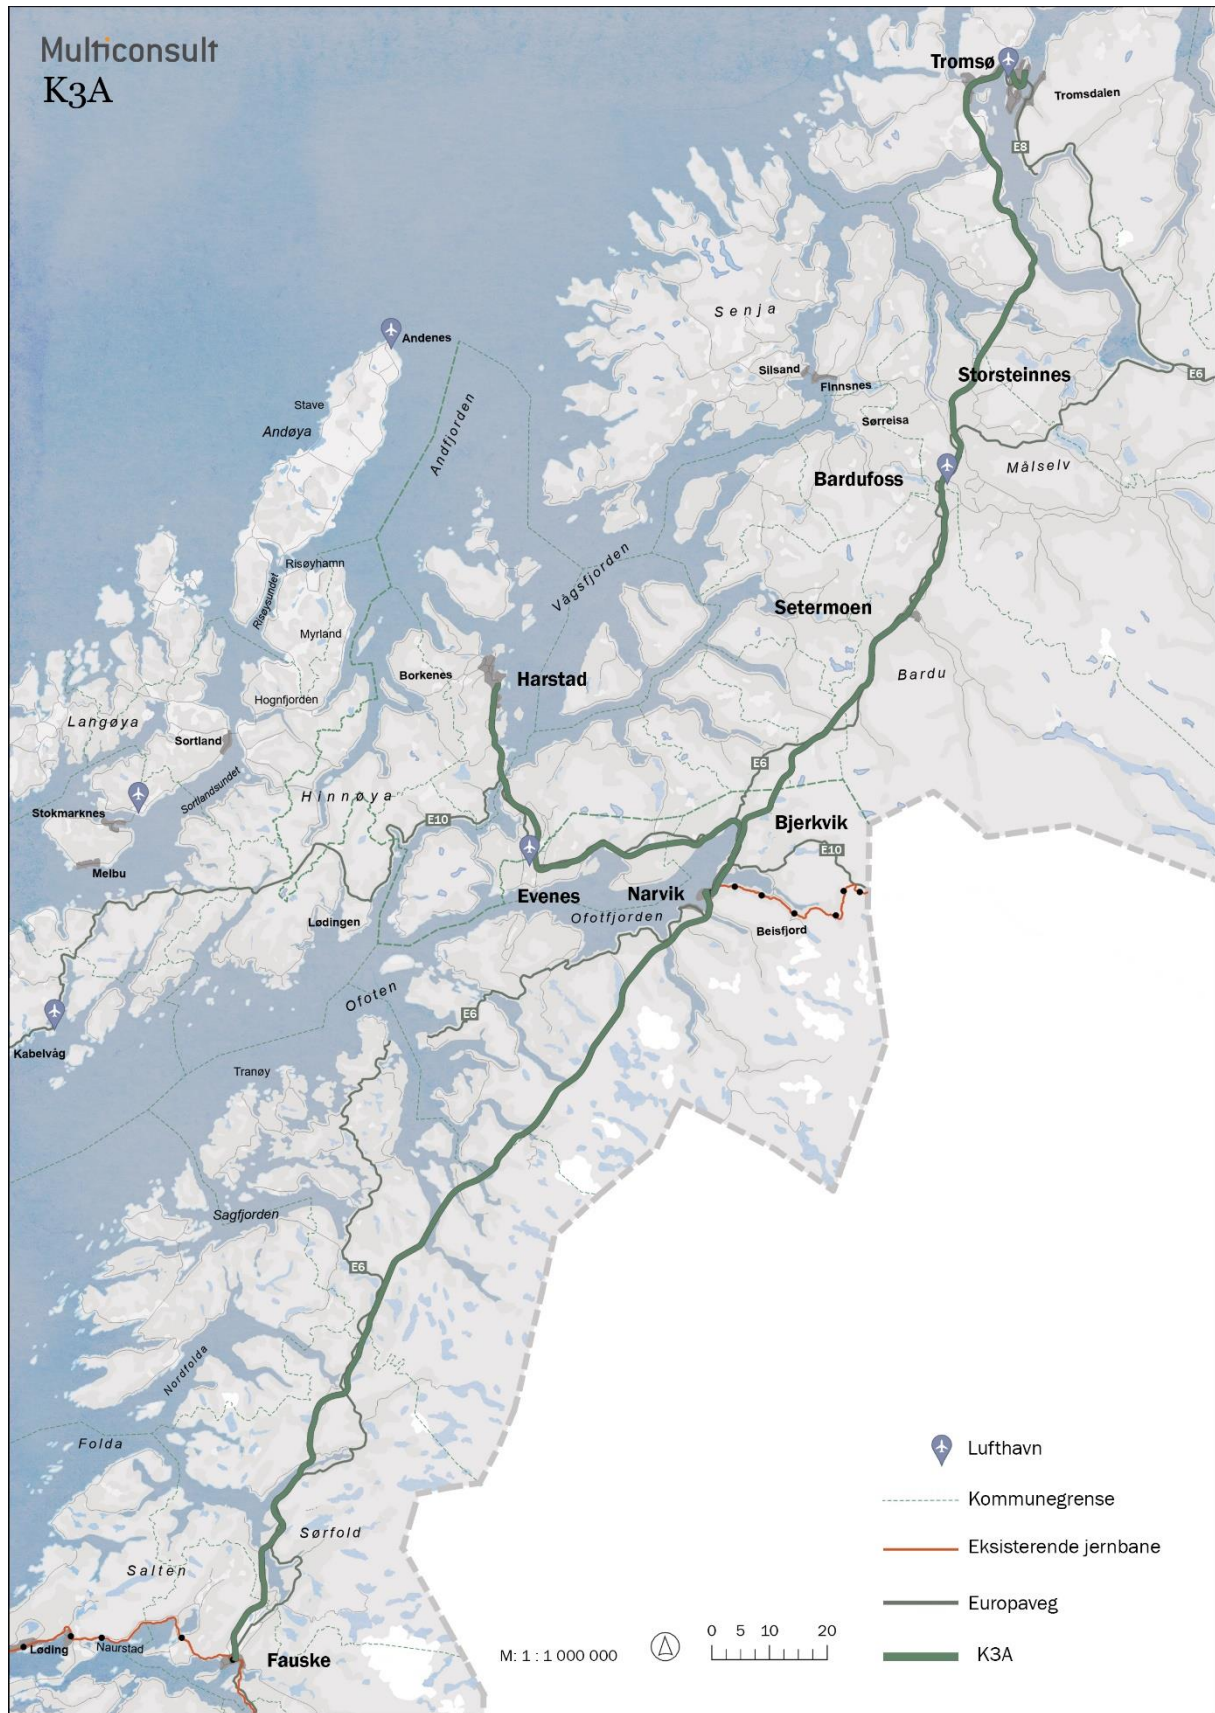 Multiconsult
K3A
Tromsø
Tromsdalen
E8
Senja
Andenes
Silsand
Finnsnes
Storsteinnes
E6
Stave
Andøya
Andfjorden
Sørreisa
Målselv
Bardufoss
Risøyhamn
Risøysundet
Vågsfjorden
Myrland
Setermoen
Borkenes
Harstad
Bardu
Hognfjorden
Langøya
Sortland
E6
Sortlandsundet
Hinnøya
Stokmarknes
E10
Bjerkvik
E10
Melbu
Evenes
Narvik
Ofotfjorden
Lødingen
Beisfjord
Ofoten
E6
Kabelvåg
Tranøy
Sagfjorden
E6
Nordfolda
Folda
Sørfold
Salten
Løding
Naurstad
Fauske
Lufthavn
Kommunegrense
Eksisterende jernbane
Europaveg
K3A
M: 1 : 1 000 000
0 5 10 20